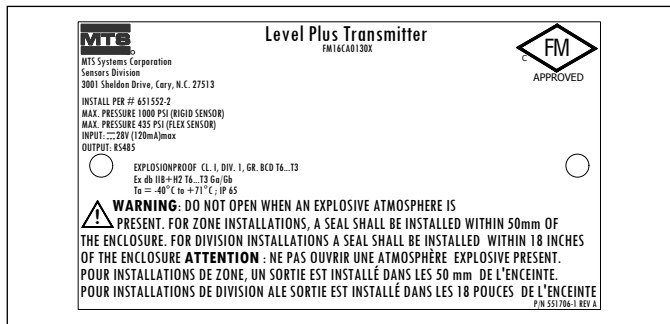 MTS
Level Plus Transmitter
FM16CA0130X
MTS Systems Corporation
Sensors Division
3001 Sheldon Drive, Cary, N.C. 27513
C FM
APPROVED
INSTALL PER # 651552-2
MAX. PRESSURE 1000 PSI (RIGID SENSOR)
MAX. PRESSURE 435 PSI (FLEX SENSOR)
INPUT: ⎓28V (120mA)max
OUTPUT: RS485
EXPLOSIONPROOF CL. I, DIV. 1, GR. BCD T6...T3
Ex db IIB+H2 T6...T3 Ga/Gb
Ta = -40°C to +71°C ; IP 65
WARNING: DO NOT OPEN WHEN AN EXPLOSIVE ATMOSPHERE IS
PRESENT. FOR ZONE INSTALLATIONS, A SEAL SHALL BE INSTALLED WITHIN 50mm OF
THE ENCLOSURE. FOR DIVISION INSTALLATIONS A SEAL SHALL BE INSTALLED WITHIN 18 INCHES
OF THE ENCLOSURE ATTENTION : NE PAS OUVRIR UNE ATMOSPHÈRE EXPLOSIVE PRESENT.
POUR INSTALLATIONS DE ZONE, UN SORTIE EST INSTALLÉ DANS LES 50 mm DE L'ENCEINTE.
POUR INSTALLATIONS DE DIVISION ALE SORTIE EST INSTALLÉ DANS LES 18 POUCES DE L'ENCEINTE
P/N 551706-1 REV A